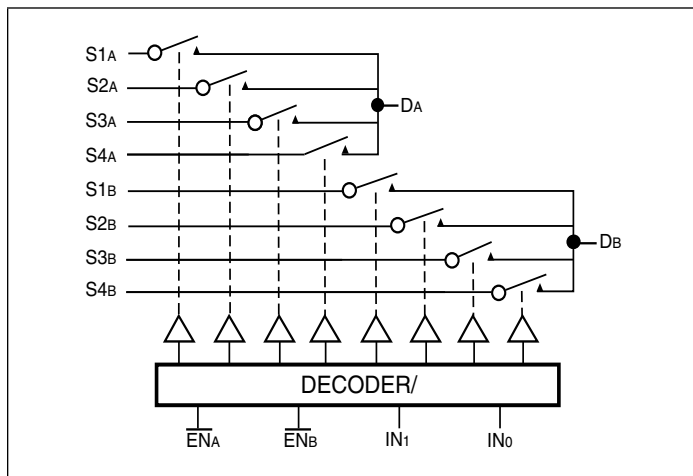 S1A
S2A
S3A
DA
S4A
S1B
S2B
DB
S3B
S4B
DECODER/
ENA ENB IN1 IN0